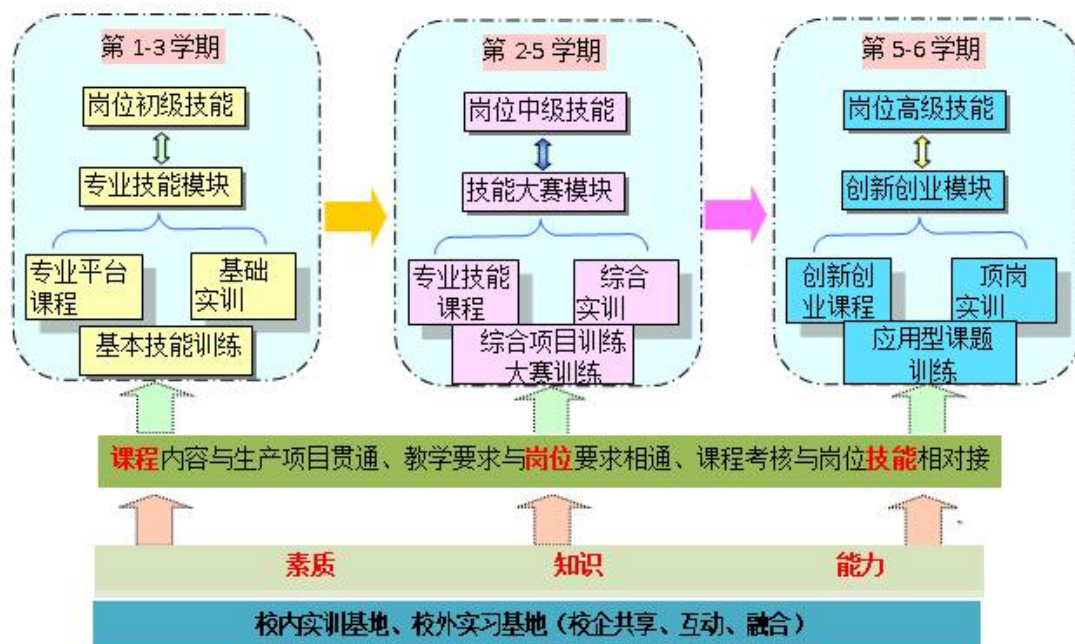 第 1-3 学期
岗位初级技能
专业技能模块
专业平台
课程
基础
实训
基本技能训练
第 2-5 学期
岗位中级技能
技能大赛模块
专业技能
课程
综合
实训
综合项目训练
大赛训练
第 5-6 学期
岗位高级技能
创新创业模块
创新创
业课程
顶岗
实训
应用型课题
训练
课程内容与生产项目贯通、教学要求与岗位要求相通、课程考核与岗位技能相对接
素质 知识 能力
校内实训基地、校外实习基地（校企共享、互动、融合）